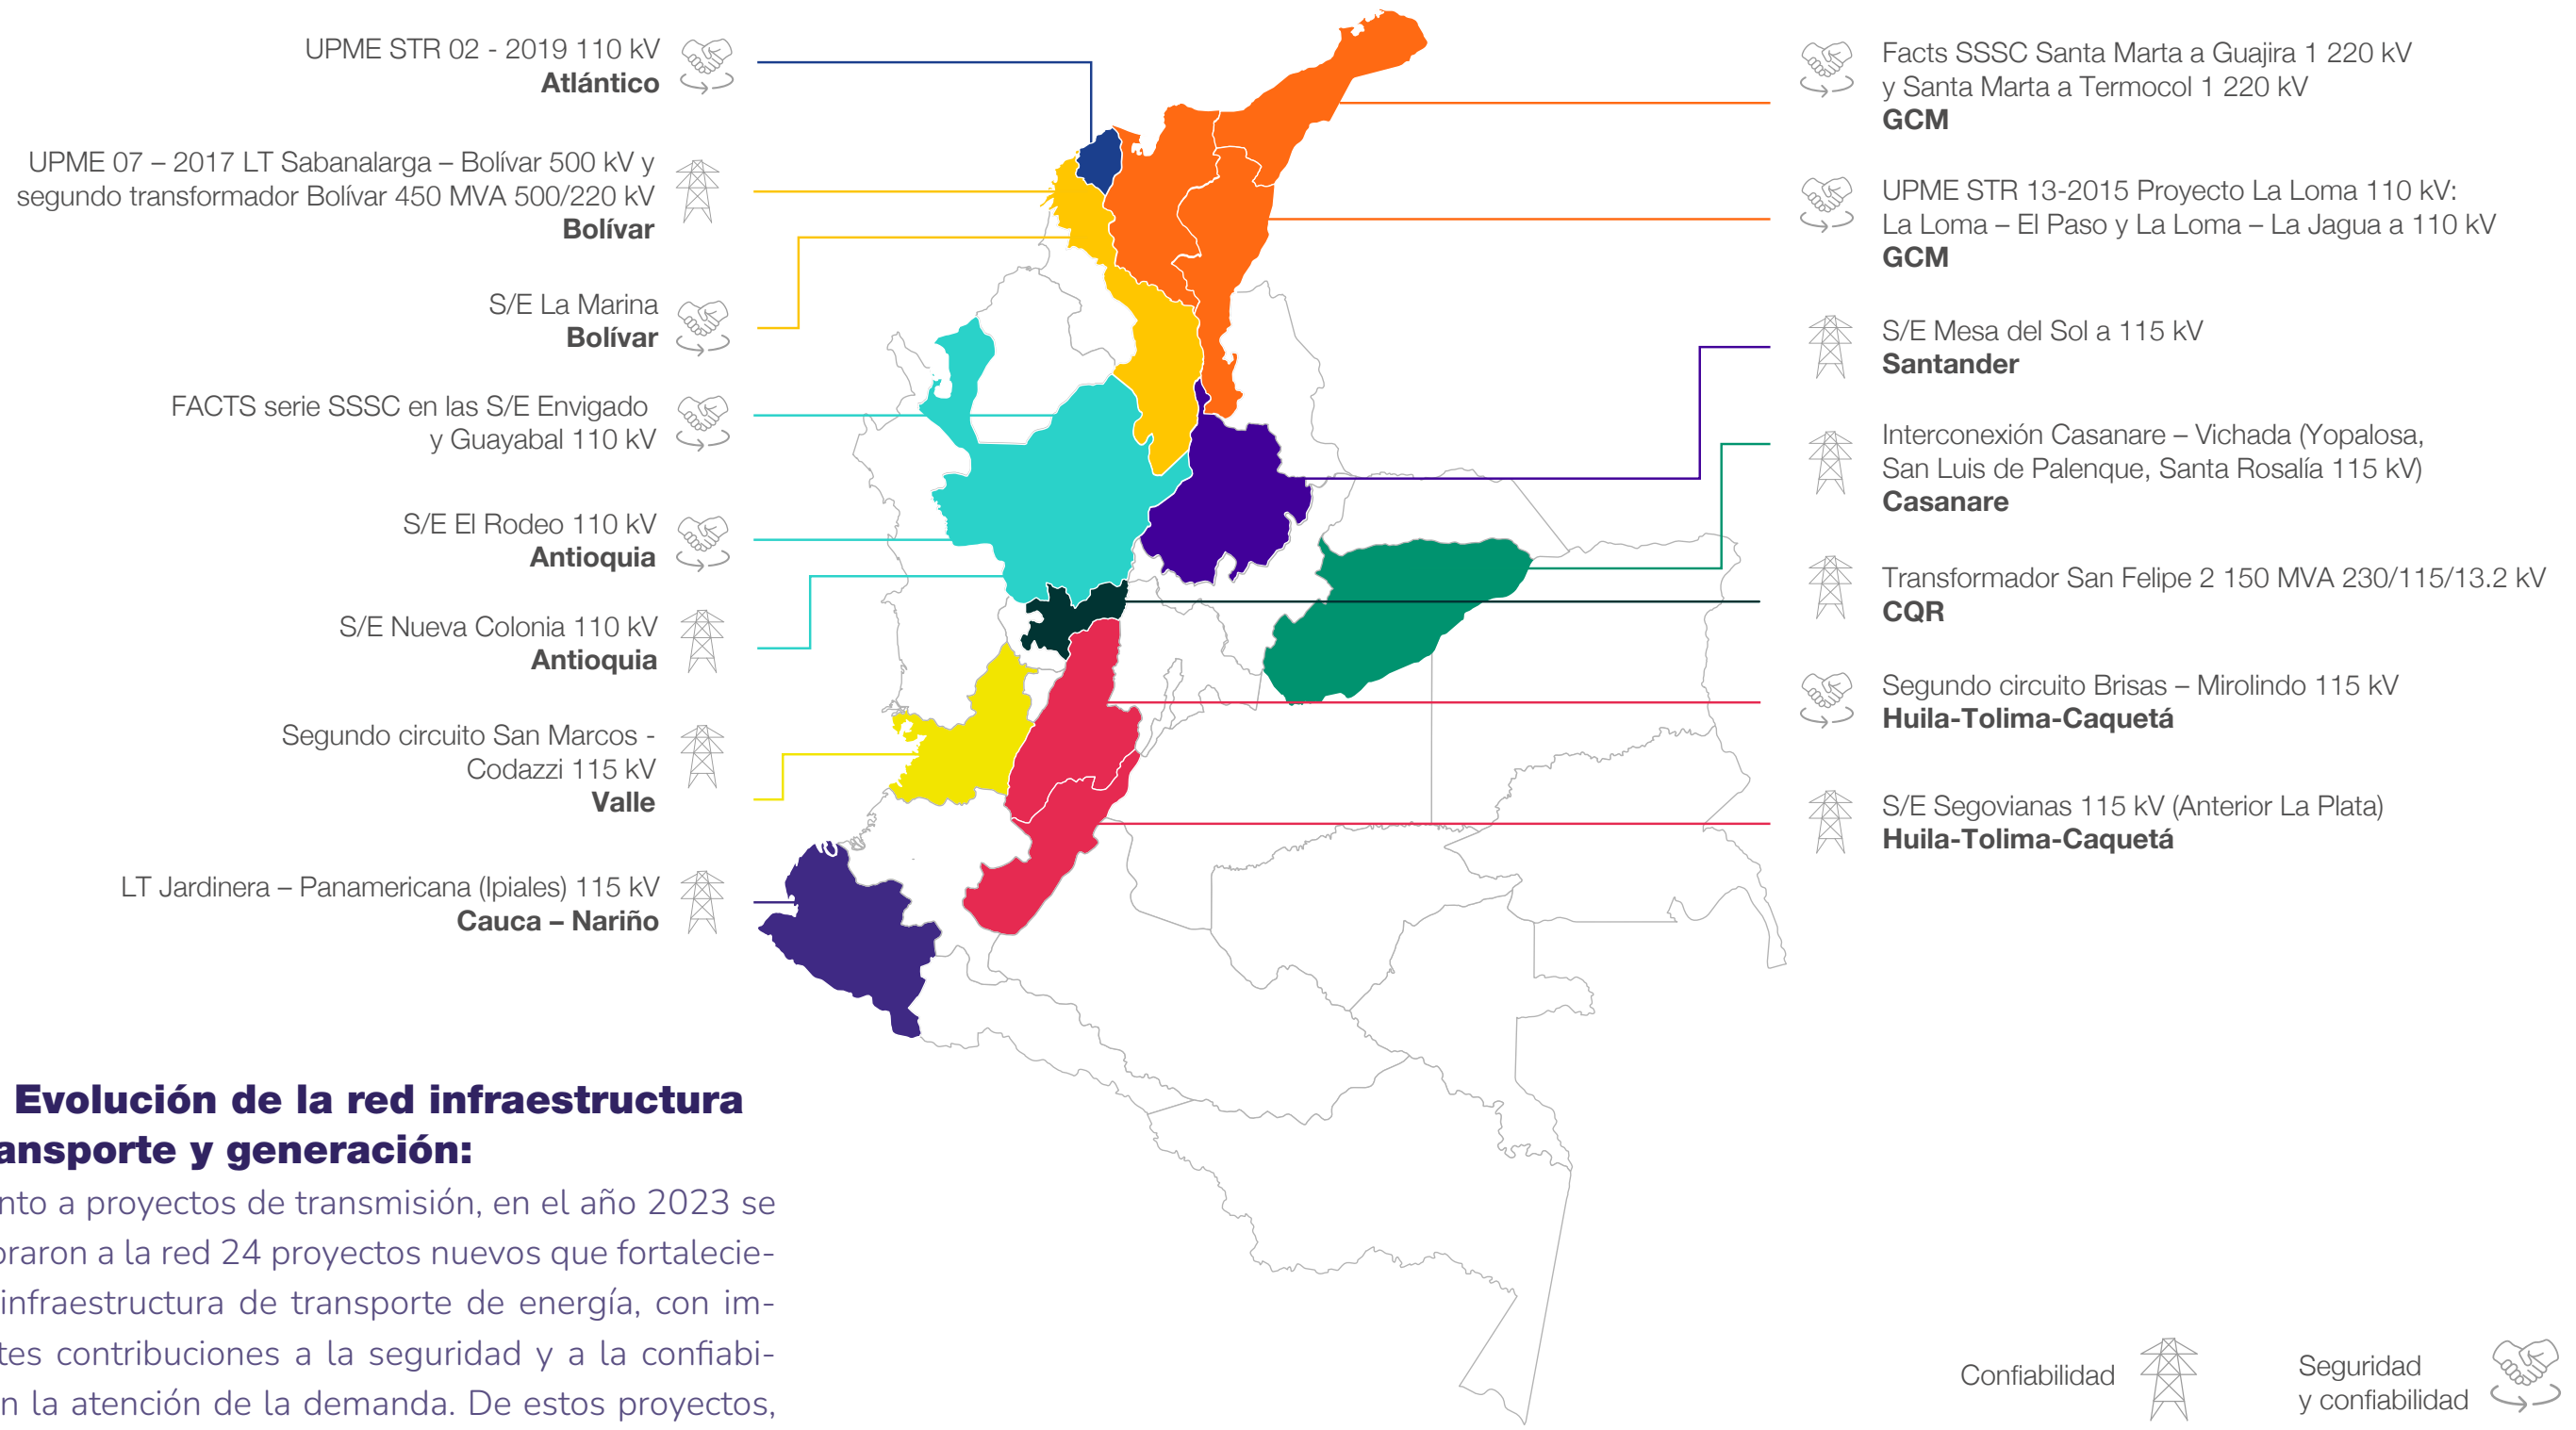 UPME STR 02 - 2019 110 kV
Atlántico
UPME 07 – 2017 LT Sabanalarga – Bolívar 500 kV y
segundo transformador Bolívar 450 MVA 500/220 kV
Bolívar
S/E La Marina
Bolívar
FACTS serie SSSC en las S/E Envigado
y Guayabal 110 kV
S/E El Rodeo 110 kV
Antioquia
S/E Nueva Colonia 110 kV
Antioquia
Segundo circuito San Marcos -
Codazzi 115 kV
Valle
LT Jardinera – Panamericana (Ipiales) 115 kV
Cauca – Nariño
Facts SSSC Santa Marta a Guajira 1 220 kV
y Santa Marta a Termocol 1 220 kV
GCM
UPME STR 13-2015 Proyecto La Loma 110 kV:
La Loma – El Paso y La Loma – La Jagua a 110 kV
GCM
S/E Mesa del Sol a 115 kV
Santander
Interconexión Casanare – Vichada (Yopalosa,
San Luis de Palenque, Santa Rosalía 115 kV)
Casanare
Transformador San Felipe 2 150 MVA 230/115/13.2 kV
CQR
Segundo circuito Brisas – Mirolindo 115 kV
Huila-Tolima-Caquetá
S/E Segovianas 115 kV (Anterior La Plata)
Huila-Tolima-Caquetá
Evolución de la red infraestructura
ansporte y generación:
nto a proyectos de transmisión, en el año 2023 se
oraron a la red 24 proyectos nuevos que fortalecie-
infraestructura de transporte de energía, con im-
tes contribuciones a la seguridad y a la confiabi-
n la atención de la demanda. De estos proyectos,
Confiabilidad
Seguridad
y confiabilidad